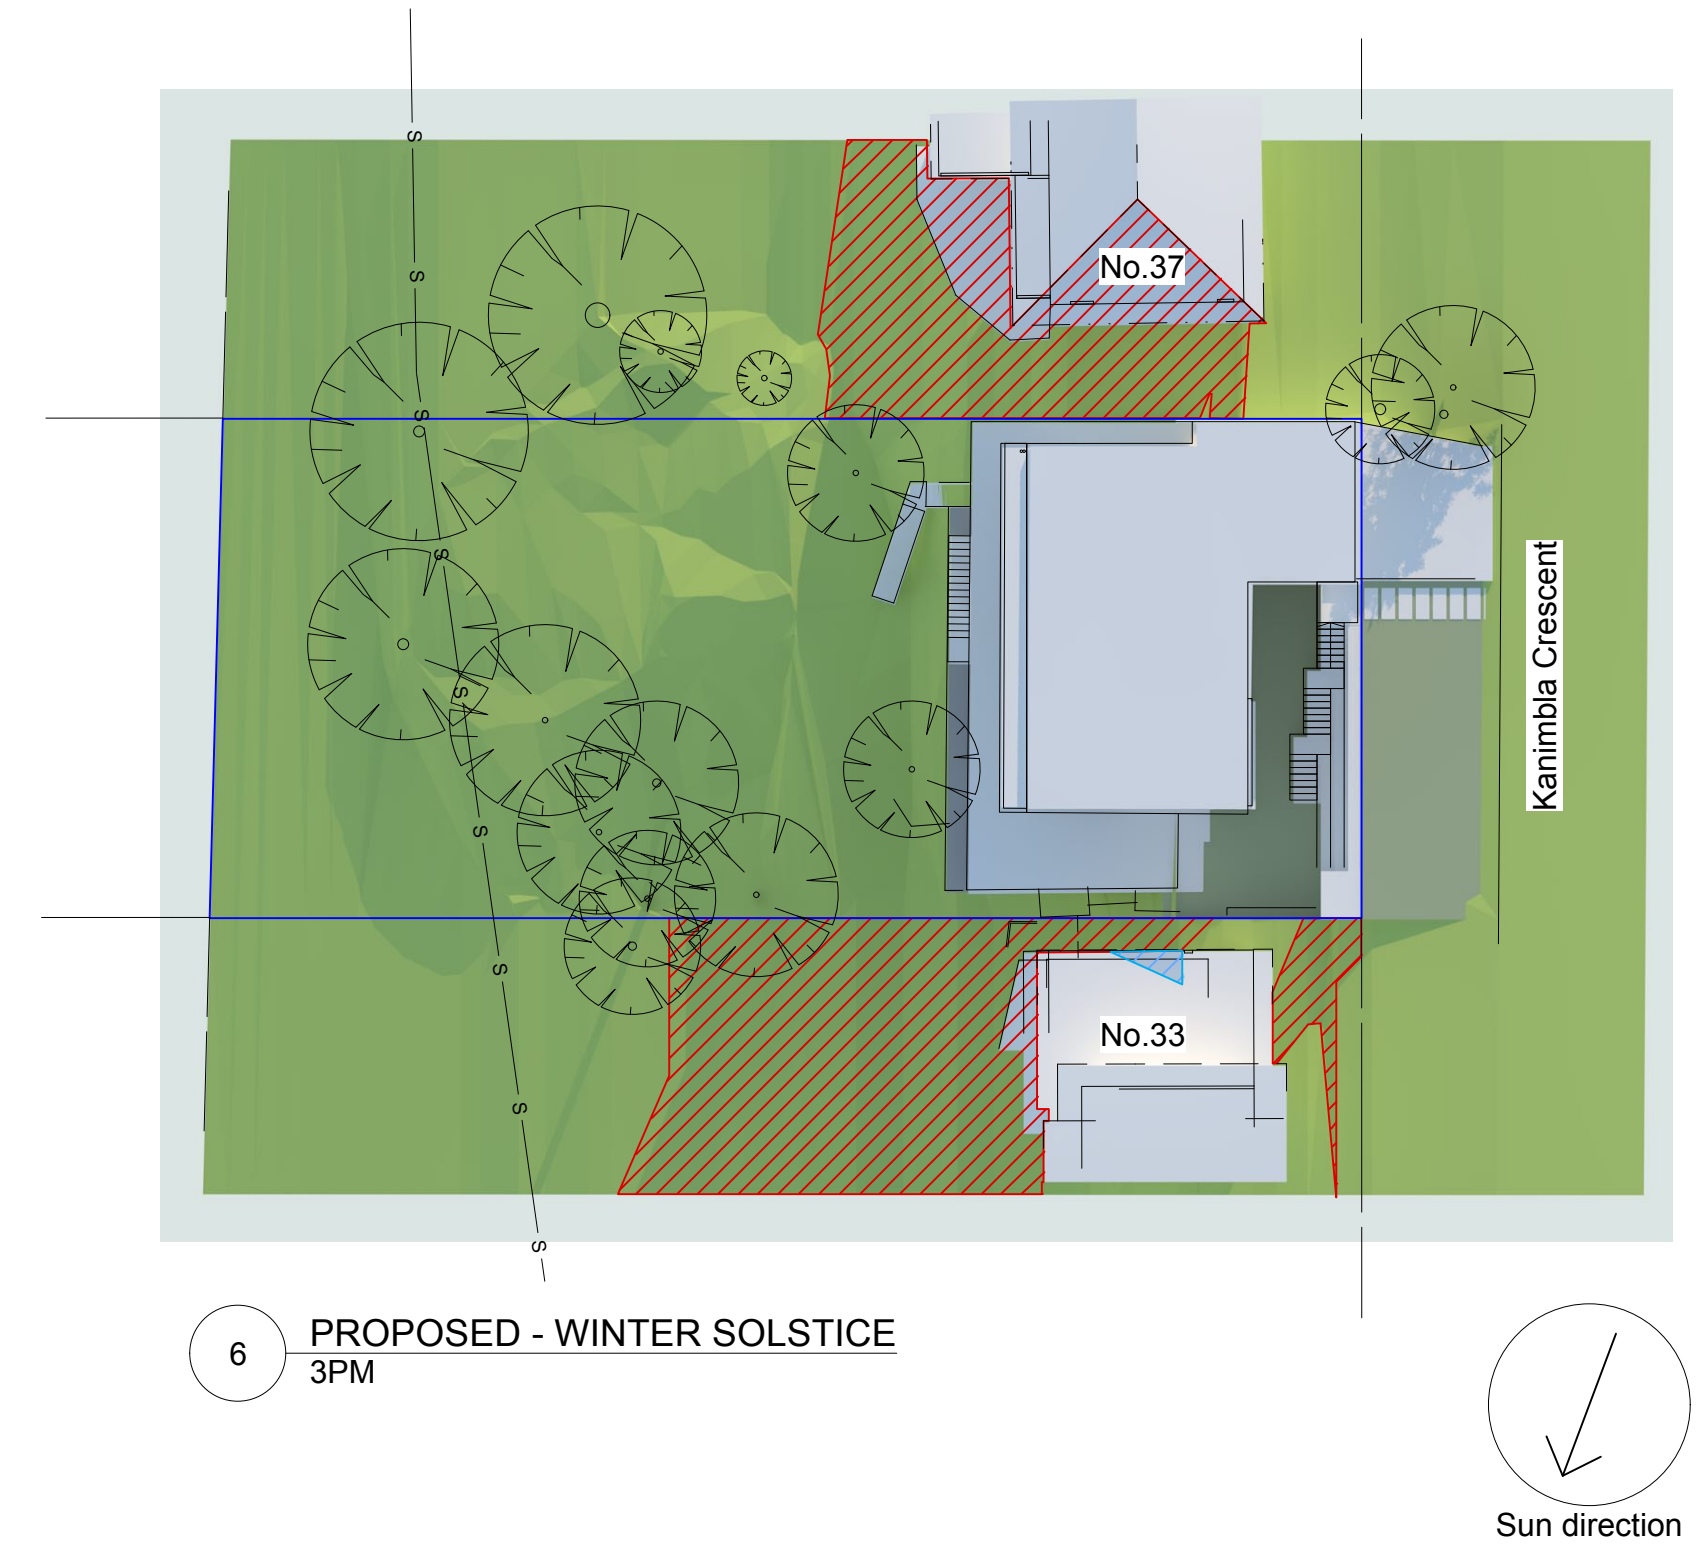 S
S
S
S
S
S
S
S
S
No.37
Kanimbla Crescent
No.33
6
PROPOSED - WINTER SOLSTICE
3PM
Sun direction